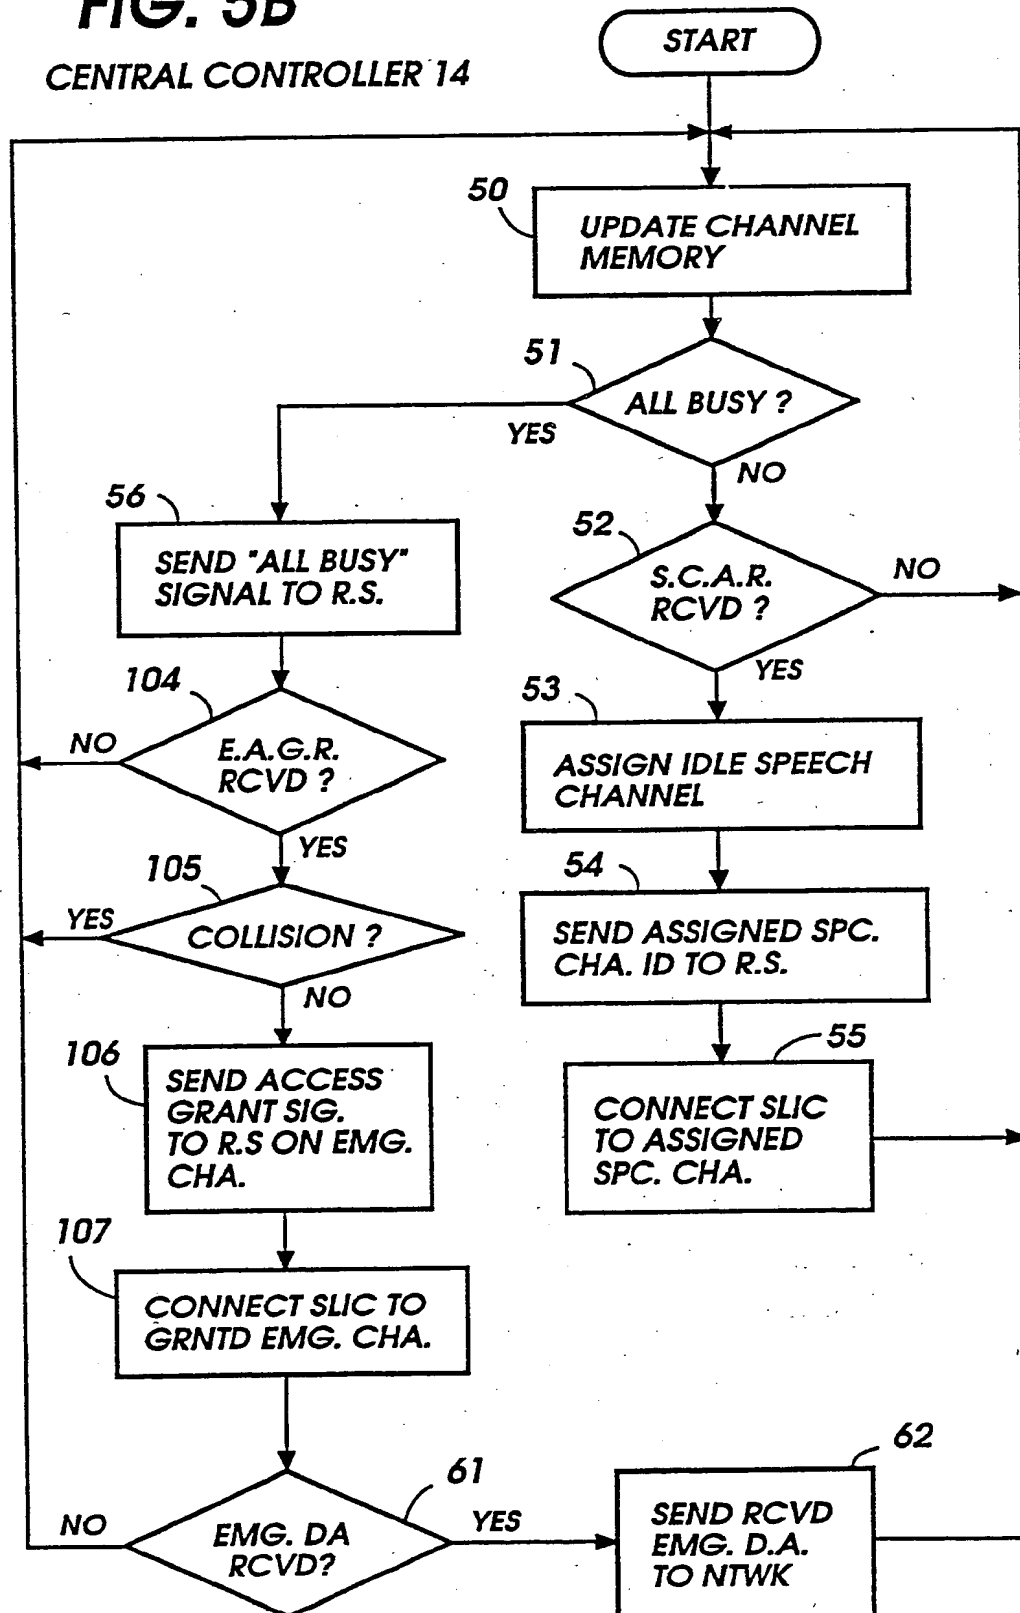 FIG. 5B
CENTRAL CONTROLLER 14
START
50
UPDATE CHANNEL
MEMORY
51
ALL BUSY ?
YES
NO
56
SEND "ALL BUSY"
SIGNAL TO R.S.
52
S.C.A.R.
RCVD ?
NO
YES
104
E.A.G.R.
RCVD ?
NO
YES
53
ASSIGN IDLE SPEECH
CHANNEL
105
COLLISION ?
YES
NO
54
SEND ASSIGNED SPC.
CHA. ID TO R.S.
106
SEND ACCESS
GRANT SIG.
TO R.S ON EMG.
CHA.
55
CONNECT SLIC
TO ASSIGNED
SPC. CHA.
107
CONNECT SLIC TO
GRNTD EMG. CHA.
61
EMG. DA
RCVD?
NO
YES
62
SEND RCVD
EMG. D.A.
TO NTWK